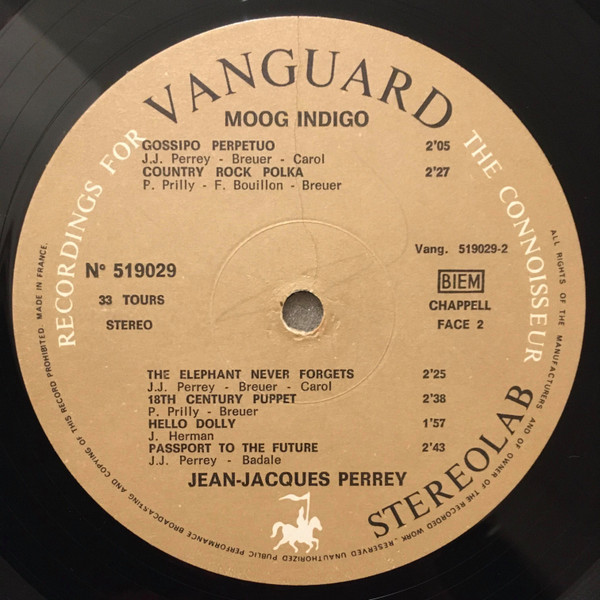 RECORDINGS FOR
VANGUARD
THE CONNOISSEUR
MOOG INDIGO
GOSSIPO PERPETUO 2'05
J.J. Perrey - Breuer - Carol
COUNTRY ROCK POLKA 2'27
P. Prilly - F. Bouillon - Breuer
Vang. 519029-2
N° 519029
BIEM
33 TOURS
CHAPPELL
STEREO
FACE 2
THE ELEPHANT NEVER FORGETS 2'25
J.J. Perrey - Breuer - Carol
18TH CENTURY PUPPET 2'38
P. Prilly - Breuer
HELLO DOLLY 1'57
J. Herman
PASSPORT TO THE FUTURE 2'43
J.J. Perrey - Badale
JEAN-JACQUES PERREY
STEREOLAB
ALL RIGHTS OF THE MANUFACTURERS AND OF OWNER OF THE RECORDED WORK, RESERVED UNAUTHORIZED PUBLIC PERFORMANCE BROADCASTING AND COPYING OF THIS RECORD PROHIBITED MADE IN FRANCE.